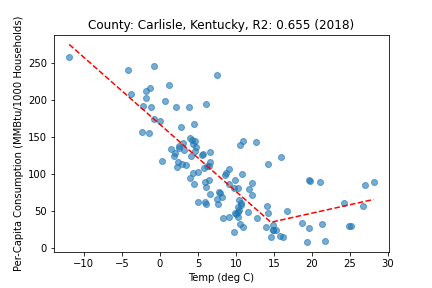 County: Carlisle, Kentucky, R2: 0.655 (2018)
Per-Capita Consumption (MMBtu/1000 Households)
250
200
150
100
50
0
−10 −5 0 5 10 15 20 25 30
Temp (deg C)